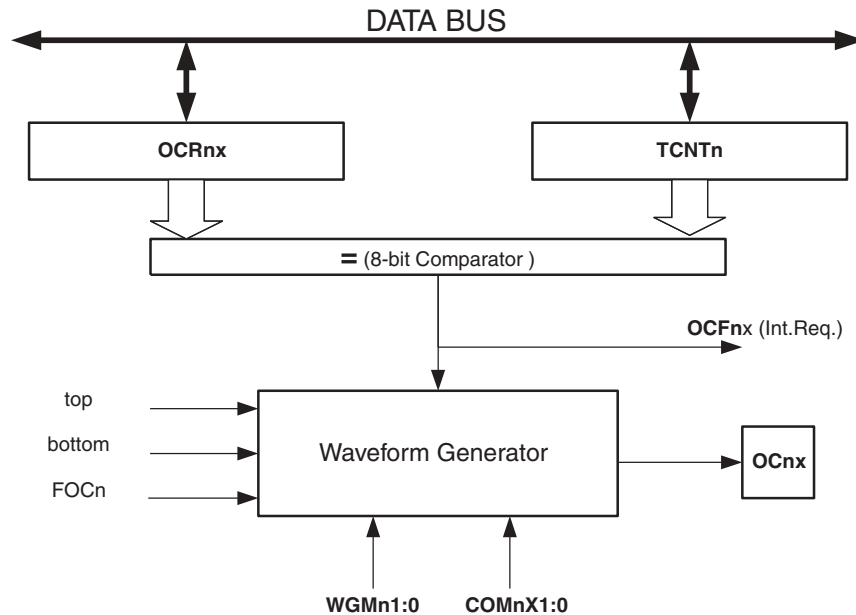 DATA BUS
OCRnx
TCNTn
= (8-bit Comparator )
OCFnx (Int.Req.)
top
bottom
FOCn
Waveform Generator
OCnx
WGMn1:0
COMnX1:0